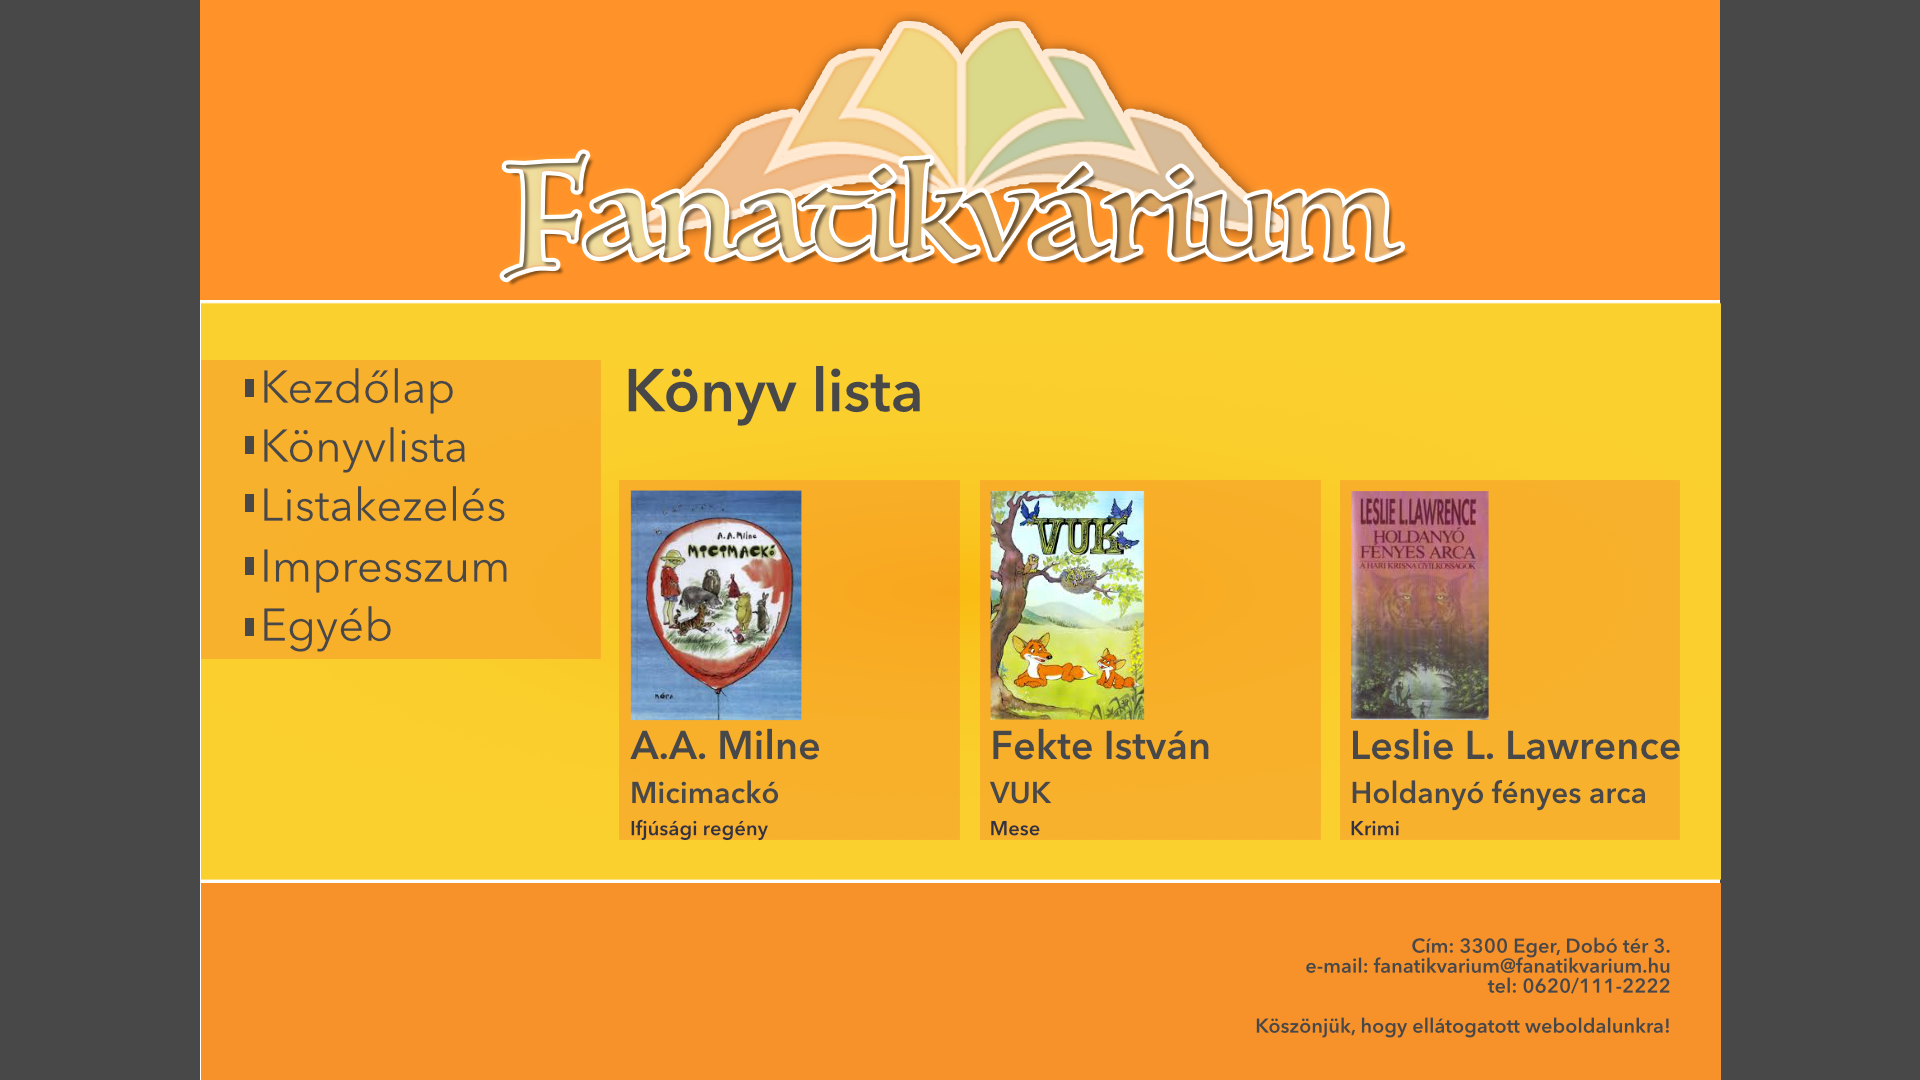 Fanatikvárium
Kezdőlap
Könyvlista
Listakezelés
Impresszum
Egyéb
Könyv lista
A.A. Milne
MICIMACKÓ
móra
A.A. Milne
Micimackó
Ifjúsági regény
VUK
Fekte István
VUK
Mese
LESLIE L. LAWRENCE
HOLDANYÓ
FÉNYES ARCA
A HARI KRISNA GYILKOSSÁGOK
Leslie L. Lawrence
Holdanyó fényes arca
Krimi
Cím: 3300 Eger, Dobó tér 3.
e-mail: fanatikvarium@fanatikvarium.hu
tel: 0620/111-2222
Köszönjük, hogy ellátogatott weboldalunkra!